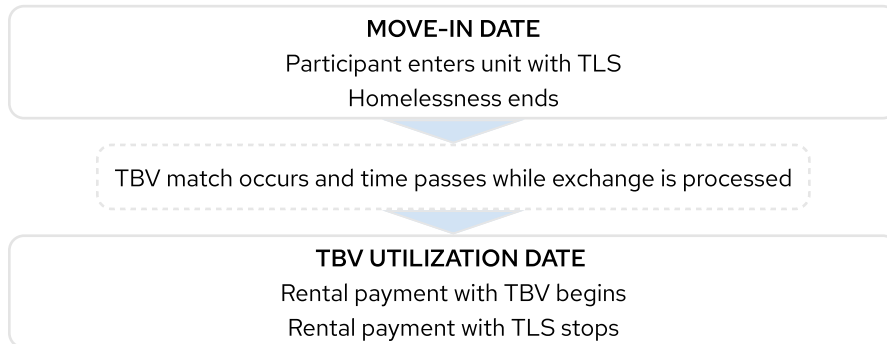 MOVE-IN DATE
Participant enters unit with TLS
Homelessness ends
TBV match occurs and time passes while exchange is processed
TBV UTILIZATION DATE
Rental payment with TBV begins
Rental payment with TLS stops